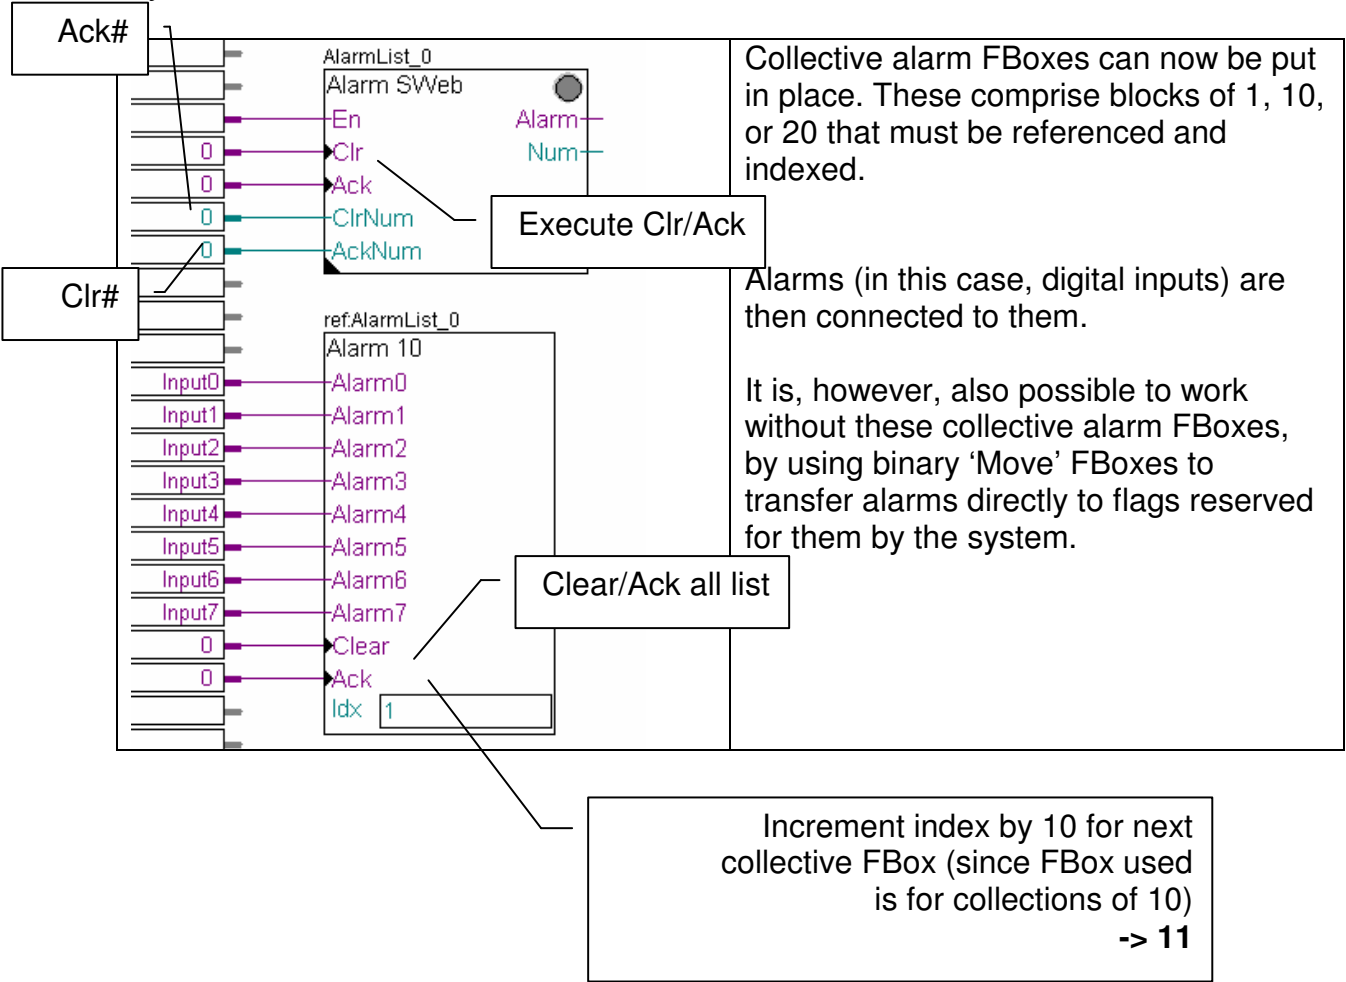 Ack#
AlarmList_0
Alarm SWeb
En Alarm
0 Clr Num
0 Ack
0 ClrNum
0 AckNum
Execute Clr/Ack
Clr#
ref:AlarmList_0
Alarm 10
Input0 Alarm0
Input1 Alarm1
Input2 Alarm2
Input3 Alarm3
Input4 Alarm4
Input5 Alarm5
Input6 Alarm6
Input7 Alarm7
0 Clear
0 Ack
Idx 1
Clear/Ack all list
Collective alarm FBoxes can now be put
in place. These comprise blocks of 1, 10,
or 20 that must be referenced and
indexed.
Alarms (in this case, digital inputs) are
then connected to them.
It is, however, also possible to work
without these collective alarm FBoxes,
by using binary ‘Move’ FBoxes to
transfer alarms directly to flags reserved
for them by the system.
Increment index by 10 for next
collective FBox (since FBox used
is for collections of 10)
-> 11